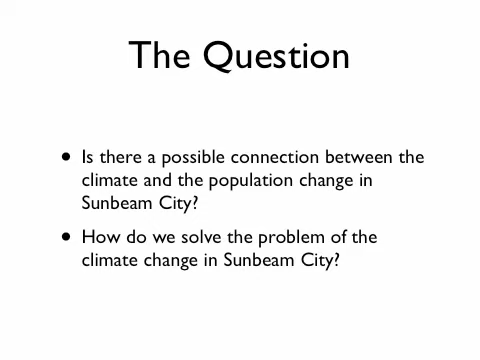 The Question
• Is there a possible connection between the
climate and the population change in
Sunbeam City?
• How do we solve the problem of the
climate change in Sunbeam City?